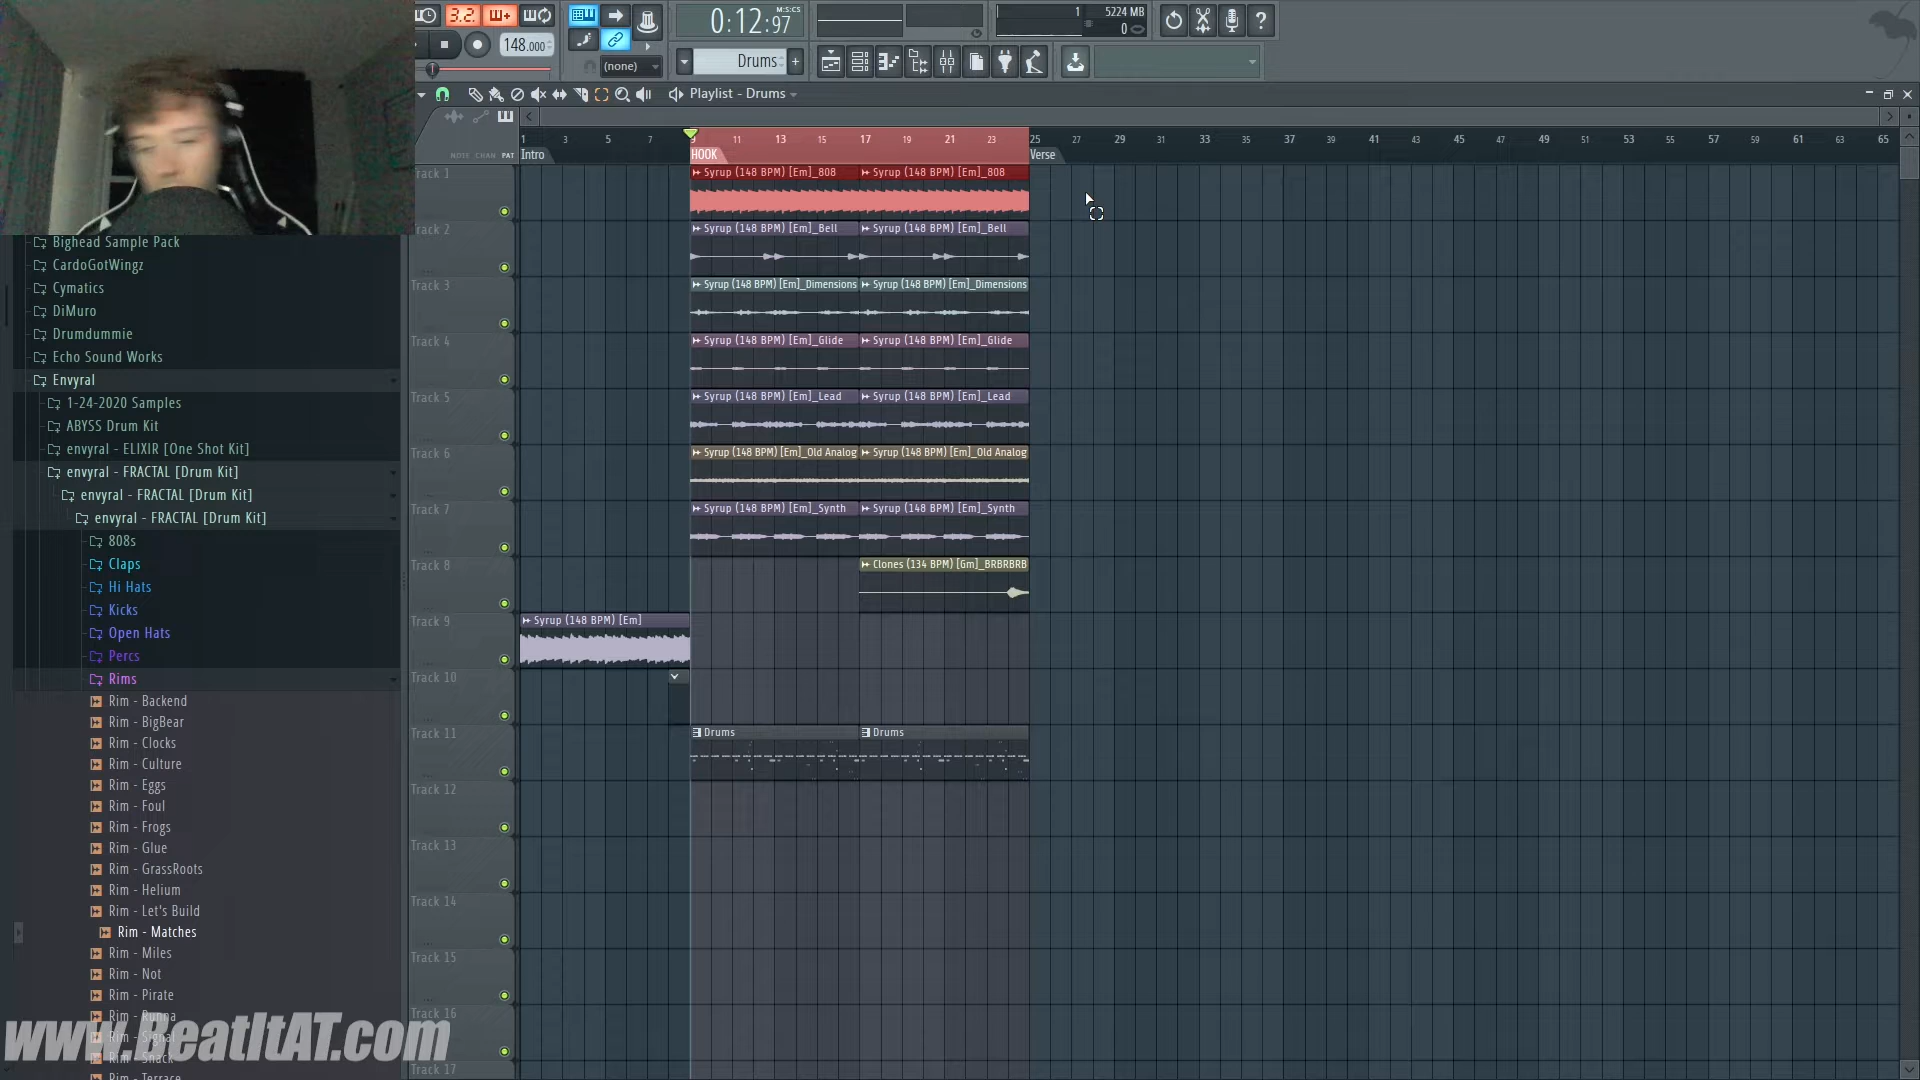 3.2.
148.000
(none)
0:12:97
M:S:CS
Drums
1
5224 MB
0
Playlist - Drums
NOTE CHAN PAT
1 3 5 7 9 11 13 15 17 19 21 23 25 27 29 31 33 35 37 39 41 43 45 47 49 51 53 55 57 59 61 63 65
Intro
HOOK
Verse
Track 1
Syrup (148 BPM) [Em]_808
Syrup (148 BPM) [Em]_808
Track 2
Syrup (148 BPM) [Em]_Bell
Syrup (148 BPM) [Em]_Bell
Track 3
Syrup (148 BPM) [Em]_Dimensions
Syrup (148 BPM) [Em]_Dimensions
Track 4
Syrup (148 BPM) [Em]_Glide
Syrup (148 BPM) [Em]_Glide
Track 5
Syrup (148 BPM) [Em]_Lead
Syrup (148 BPM) [Em]_Lead
Track 6
Syrup (148 BPM) [Em]_Old Analog
Syrup (148 BPM) [Em]_Old Analog
Track 7
Syrup (148 BPM) [Em]_Synth
Syrup (148 BPM) [Em]_Synth
Track 8
Clones (134 BPM) [Gm]_BRBRBRB
Track 9
Syrup (148 BPM) [Em]
Track 10
Track 11
Drums
Drums
Track 12
Track 13
Track 14
Track 15
Track 16
Track 17
Bighead Sample Pack
CardoGotWingz
Cymatics
DiMuro
Drumdummie
Echo Sound Works
Envyral
1-24-2020 Samples
ABYSS Drum Kit
envyral - ELIXIR [One Shot Kit]
envyral - FRACTAL [Drum Kit]
envyral - FRACTAL [Drum Kit]
envyral - FRACTAL [Drum Kit]
808s
Claps
Hi Hats
Kicks
Open Hats
Percs
Rims
Rim - Backend
Rim - BigBear
Rim - Clocks
Rim - Culture
Rim - Eggs
Rim - Foul
Rim - Frogs
Rim - Glue
Rim - GrassRoots
Rim - Helium
Rim - Let's Build
Rim - Matches
Rim - Miles
Rim - Not
Rim - Pirate
Rim - Runna
Rim - Signal
Rim - Snack
Rim - Terrace
www.BeatItAT.com